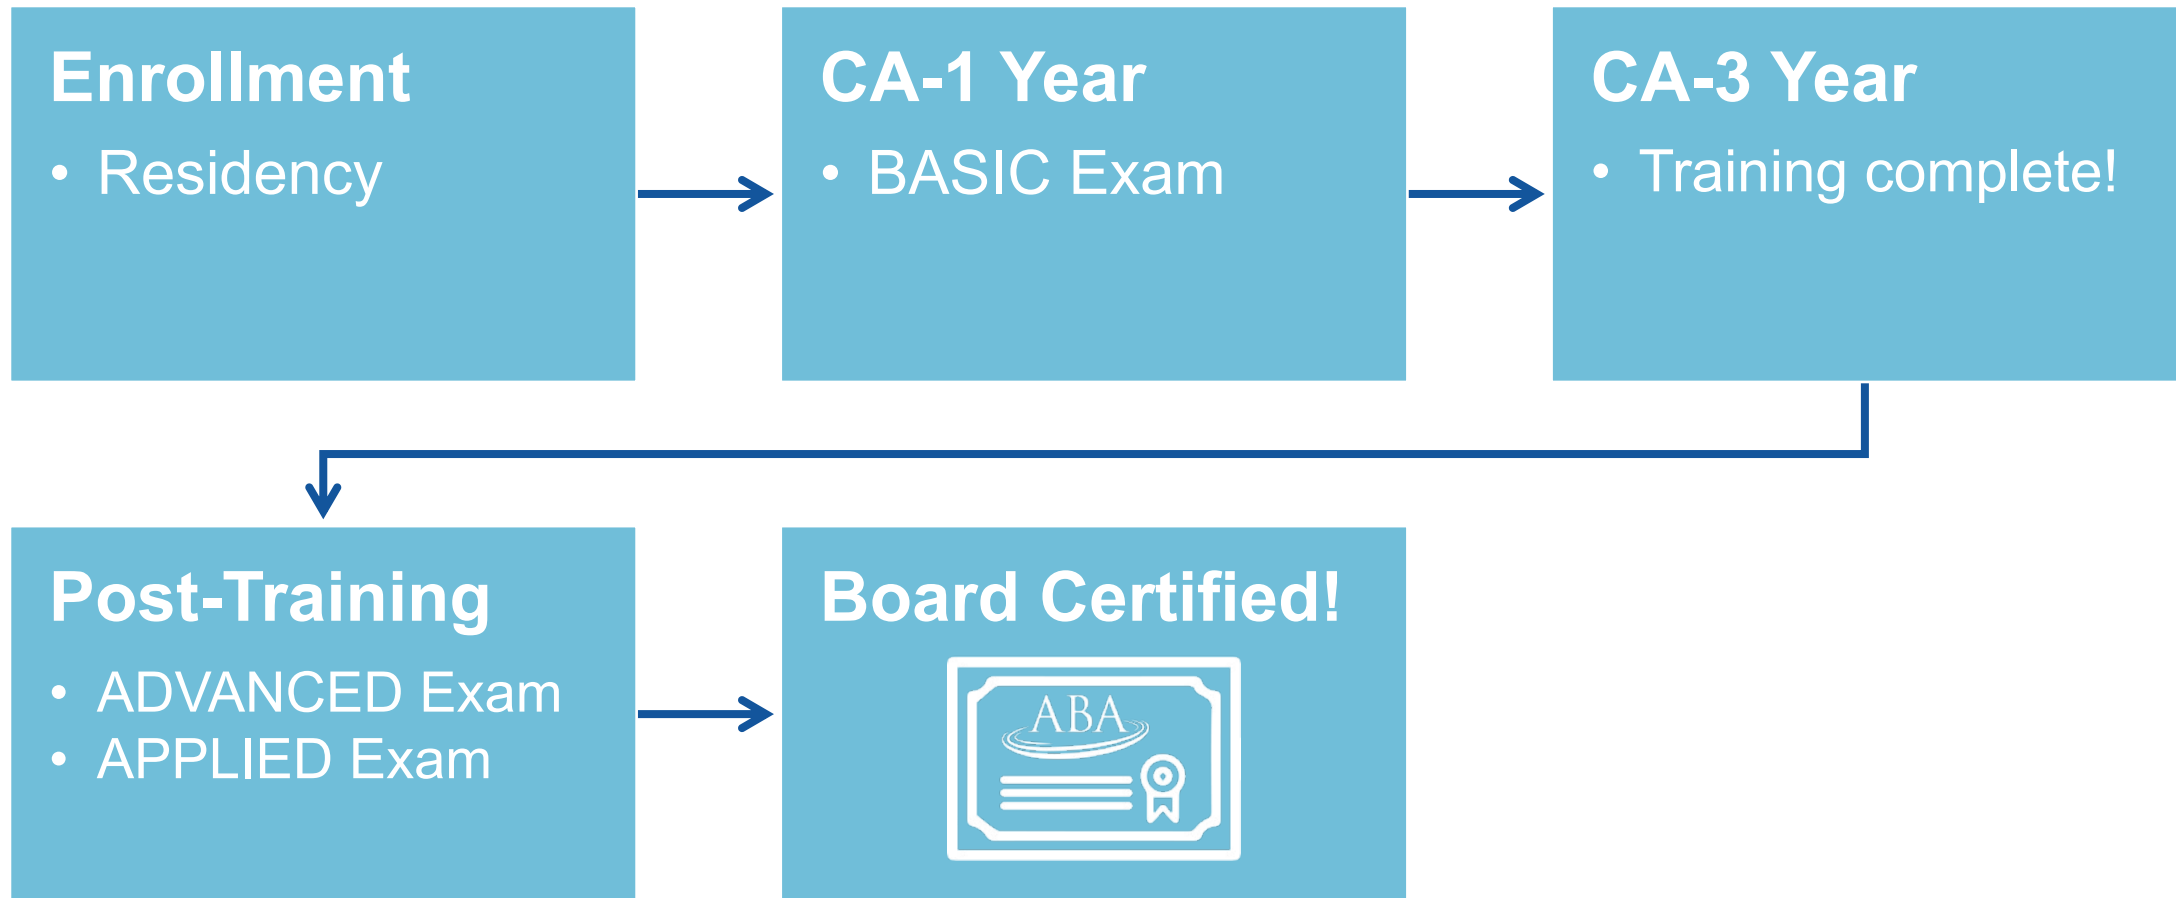 Enrollment
• Residency
CA-1 Year
• BASIC Exam
CA-3 Year
• Training complete!
Post-Training
• ADVANCED Exam
• APPLIED Exam
Board Certified!
ABA